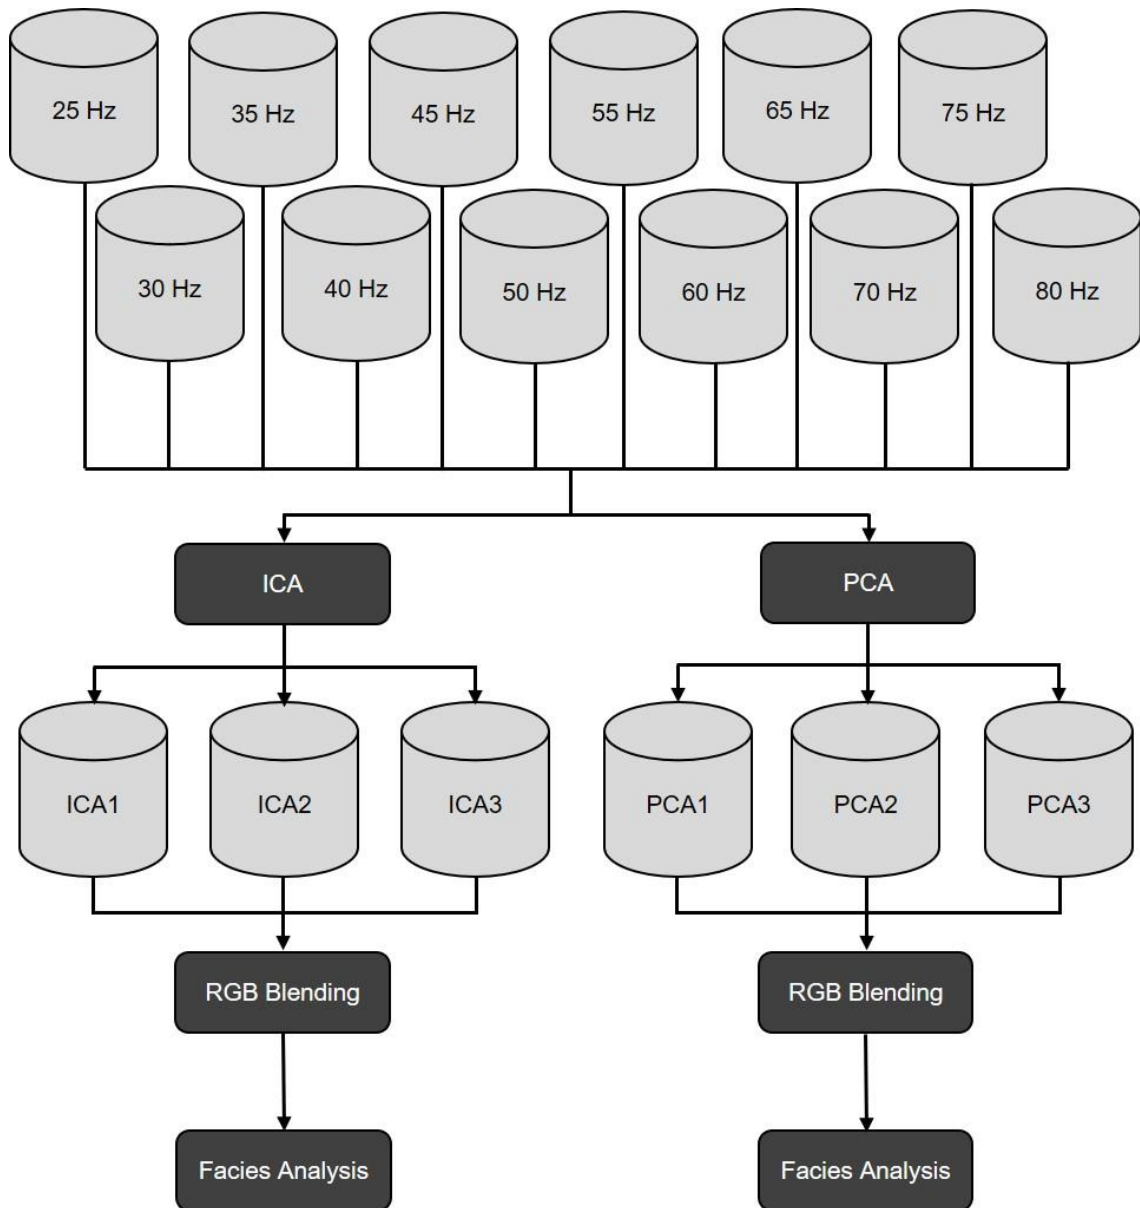 25 Hz
35 Hz
45 Hz
55 Hz
65 Hz
75 Hz
30 Hz
40 Hz
50 Hz
60 Hz
70 Hz
80 Hz
ICA
PCA
ICA1
ICA2
ICA3
PCA1
PCA2
PCA3
RGB Blending
RGB Blending
Facies Analysis
Facies Analysis